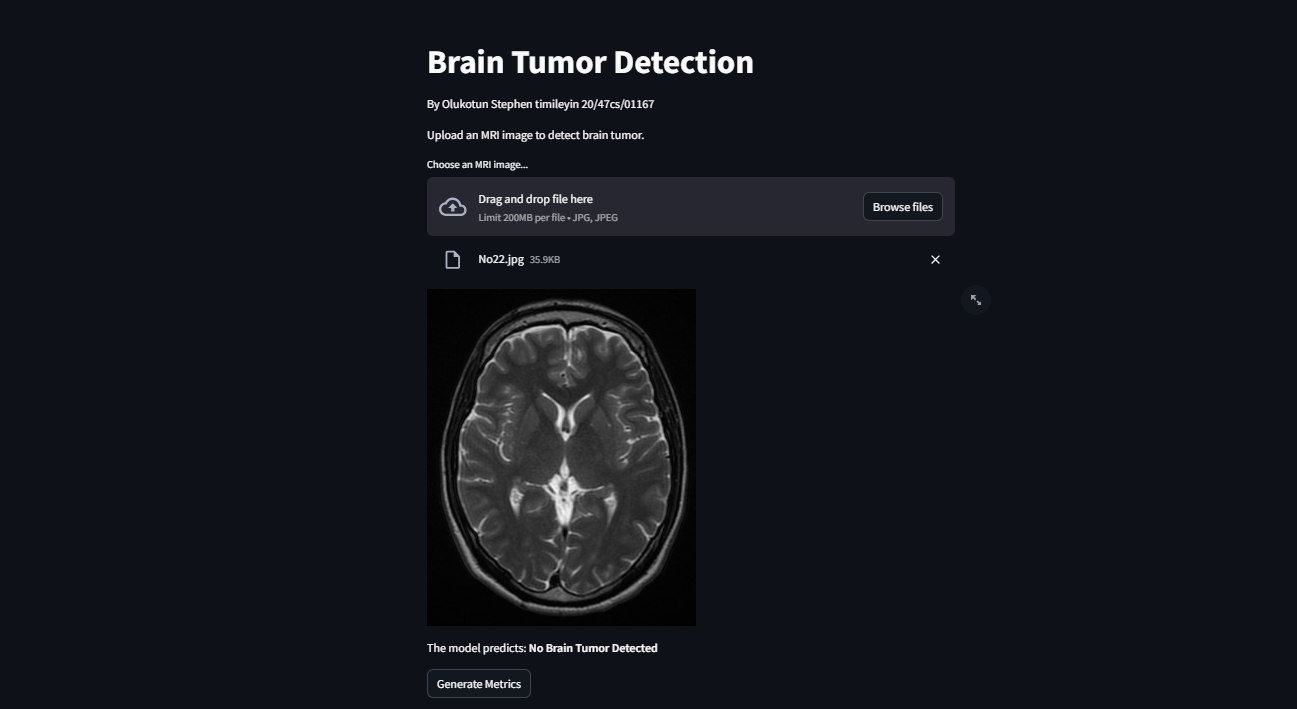 Brain Tumor Detection
By Olukotun Stephen timileyin 20/47cs/01167
Upload an MRI image to detect brain tumor.
Choose an MRI image...
Drag and drop file here
Limit 200MB per file • JPG, JPEG
Browse files
No22.jpg 35.9KB
The model predicts: No Brain Tumor Detected
Generate Metrics